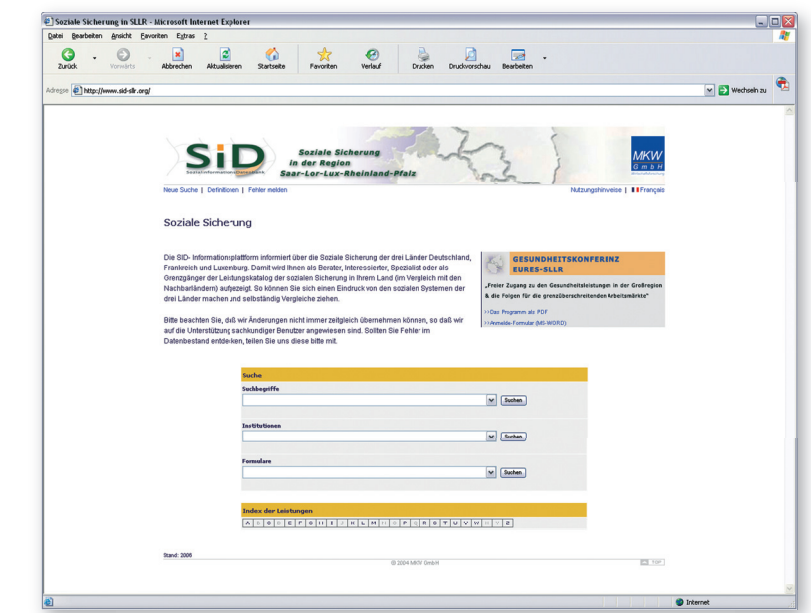 Soziale Sicherung in SLLR - Microsoft Internet Explorer
Datei Bearbeiten Ansicht Favoriten Extras ?
Zurück Vorwärts Abbrechen Aktualisieren Startseite Favoriten Verlauf Drucken Druckvorschau Bearbeiten
Adresse http://www.sid-sllr.org/ Wechseln zu
SiD
Soziale Sicherung
in der Region
Saar-Lor-Lux-Rheinland-Pfalz
MKW
GmbH
Neue Suche | Definitionen | Fehler melden Nutzungshinweise | Français
Soziale Sicherung
Die SID- Informationsplattform informiert über die Soziale Sicherung der drei Länder Deutschland,
Frankreich und Luxemburg. Damit wird Ihnen als Berater, Interessierter, Spezialist oder als
Grenzgänger der Leistungskatalog der sozialen Sicherung in Ihrem Land (im Vergleich mit den
Nachbarländern) aufgezeigt. So können Sie sich einen Eindruck von den sozialen Systemen der
drei Länder machen und selbständig Vergleiche ziehen.
Bitte beachten Sie, daß wir Änderungen nicht immer zeitgleich übernehmen können, so daß wir
auf die Unterstützung sachkundiger Benutzer angewiesen sind. Sollten Sie Fehler im
Datenbestand entdecken, teilen Sie uns diese bitte mit.
GESUNDHEITSKONFERINZ
EURES-SLLR
„Freier Zugang zu den Gesundheitsleistungen in der Großregion
& die Folgen für die grenzüberschreitenden Arbeitsmärkte"
>>Das Programm als PDF
>>Anmelde-Formular (MS-WORD)
Suche
Suchbegriffe
Suchen
Institutionen
Suchen
Formulare
Suchen
Index der Leistungen
A B C D E F G H I J K L M N O P Q R S T U V W X Y Z
Stand: 2006
© 2004 MKW GmbH TOP
Internet